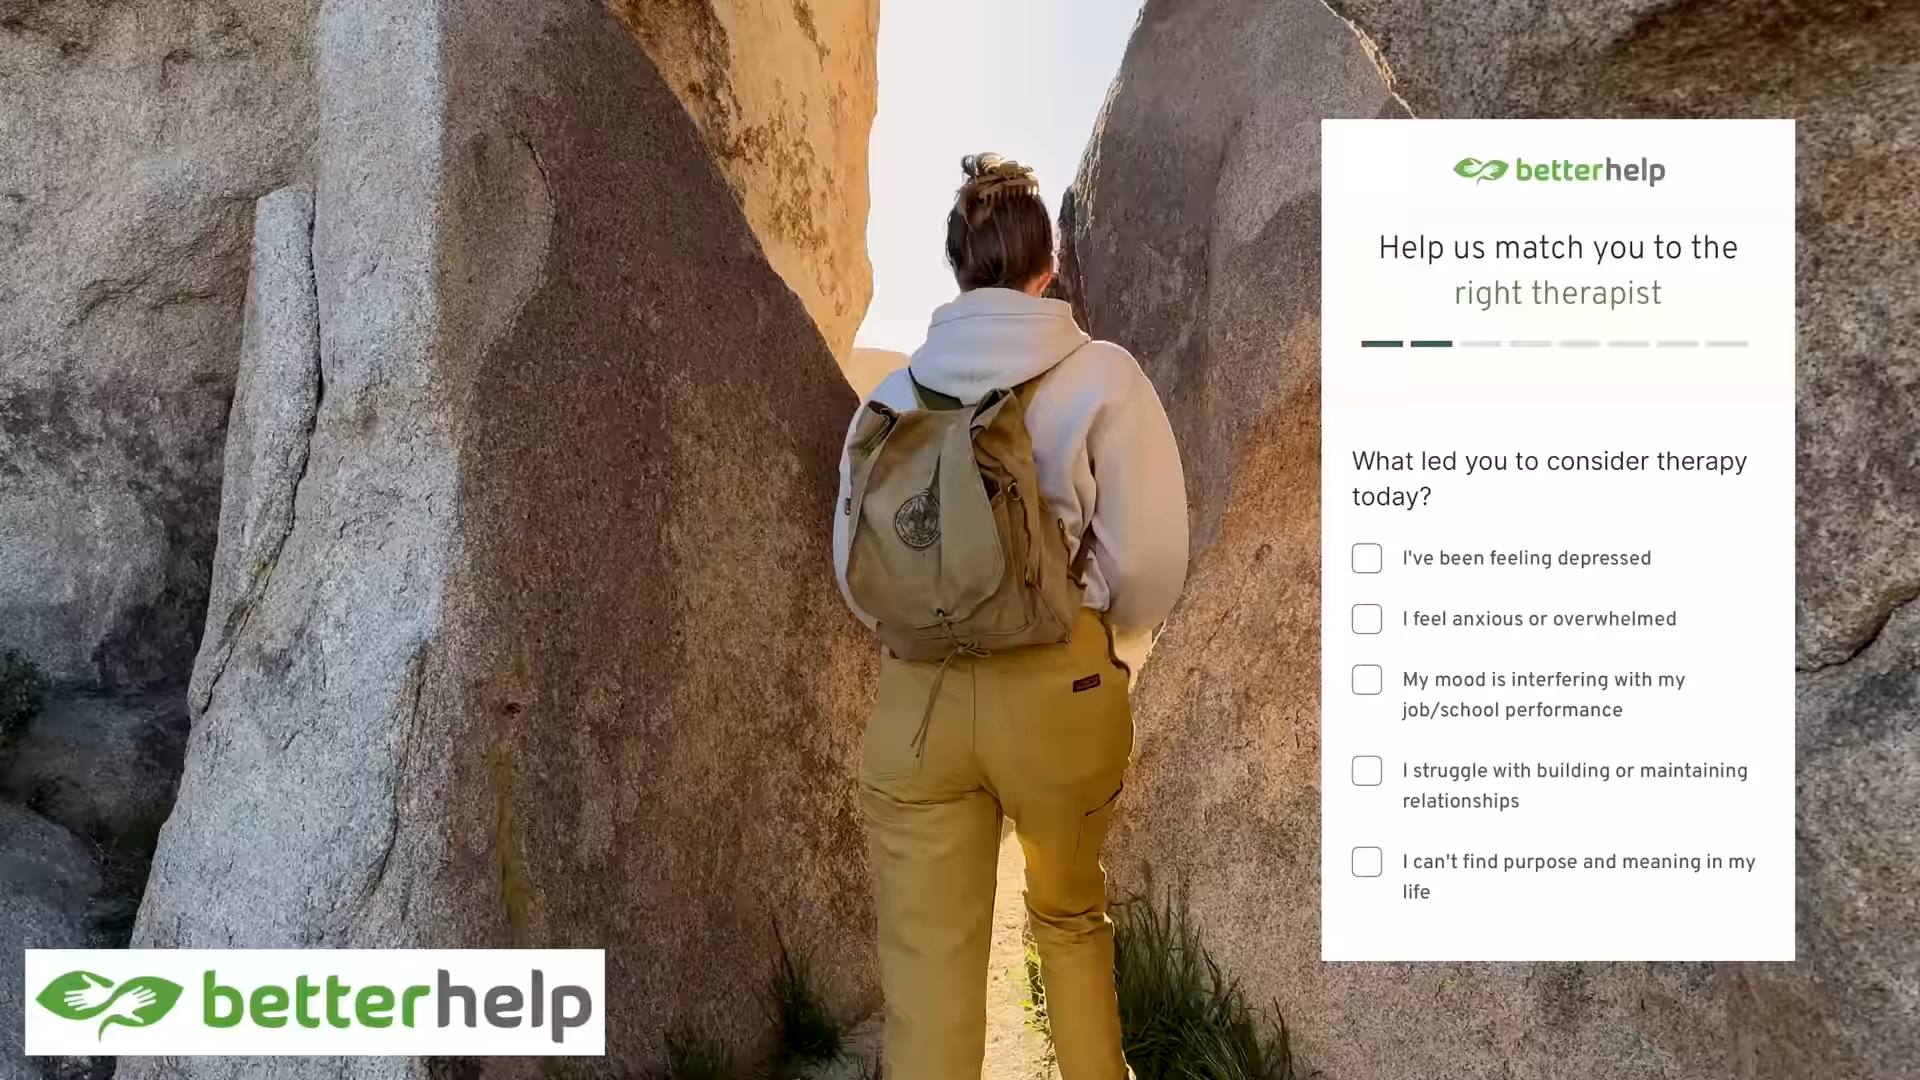 betterhelp
Help us match you to the
right therapist
What led you to consider therapy
today?
I've been feeling depressed
I feel anxious or overwhelmed
My mood is interfering with my
job/school performance
I struggle with building or maintaining
relationships
I can't find purpose and meaning in my
life
betterhelp